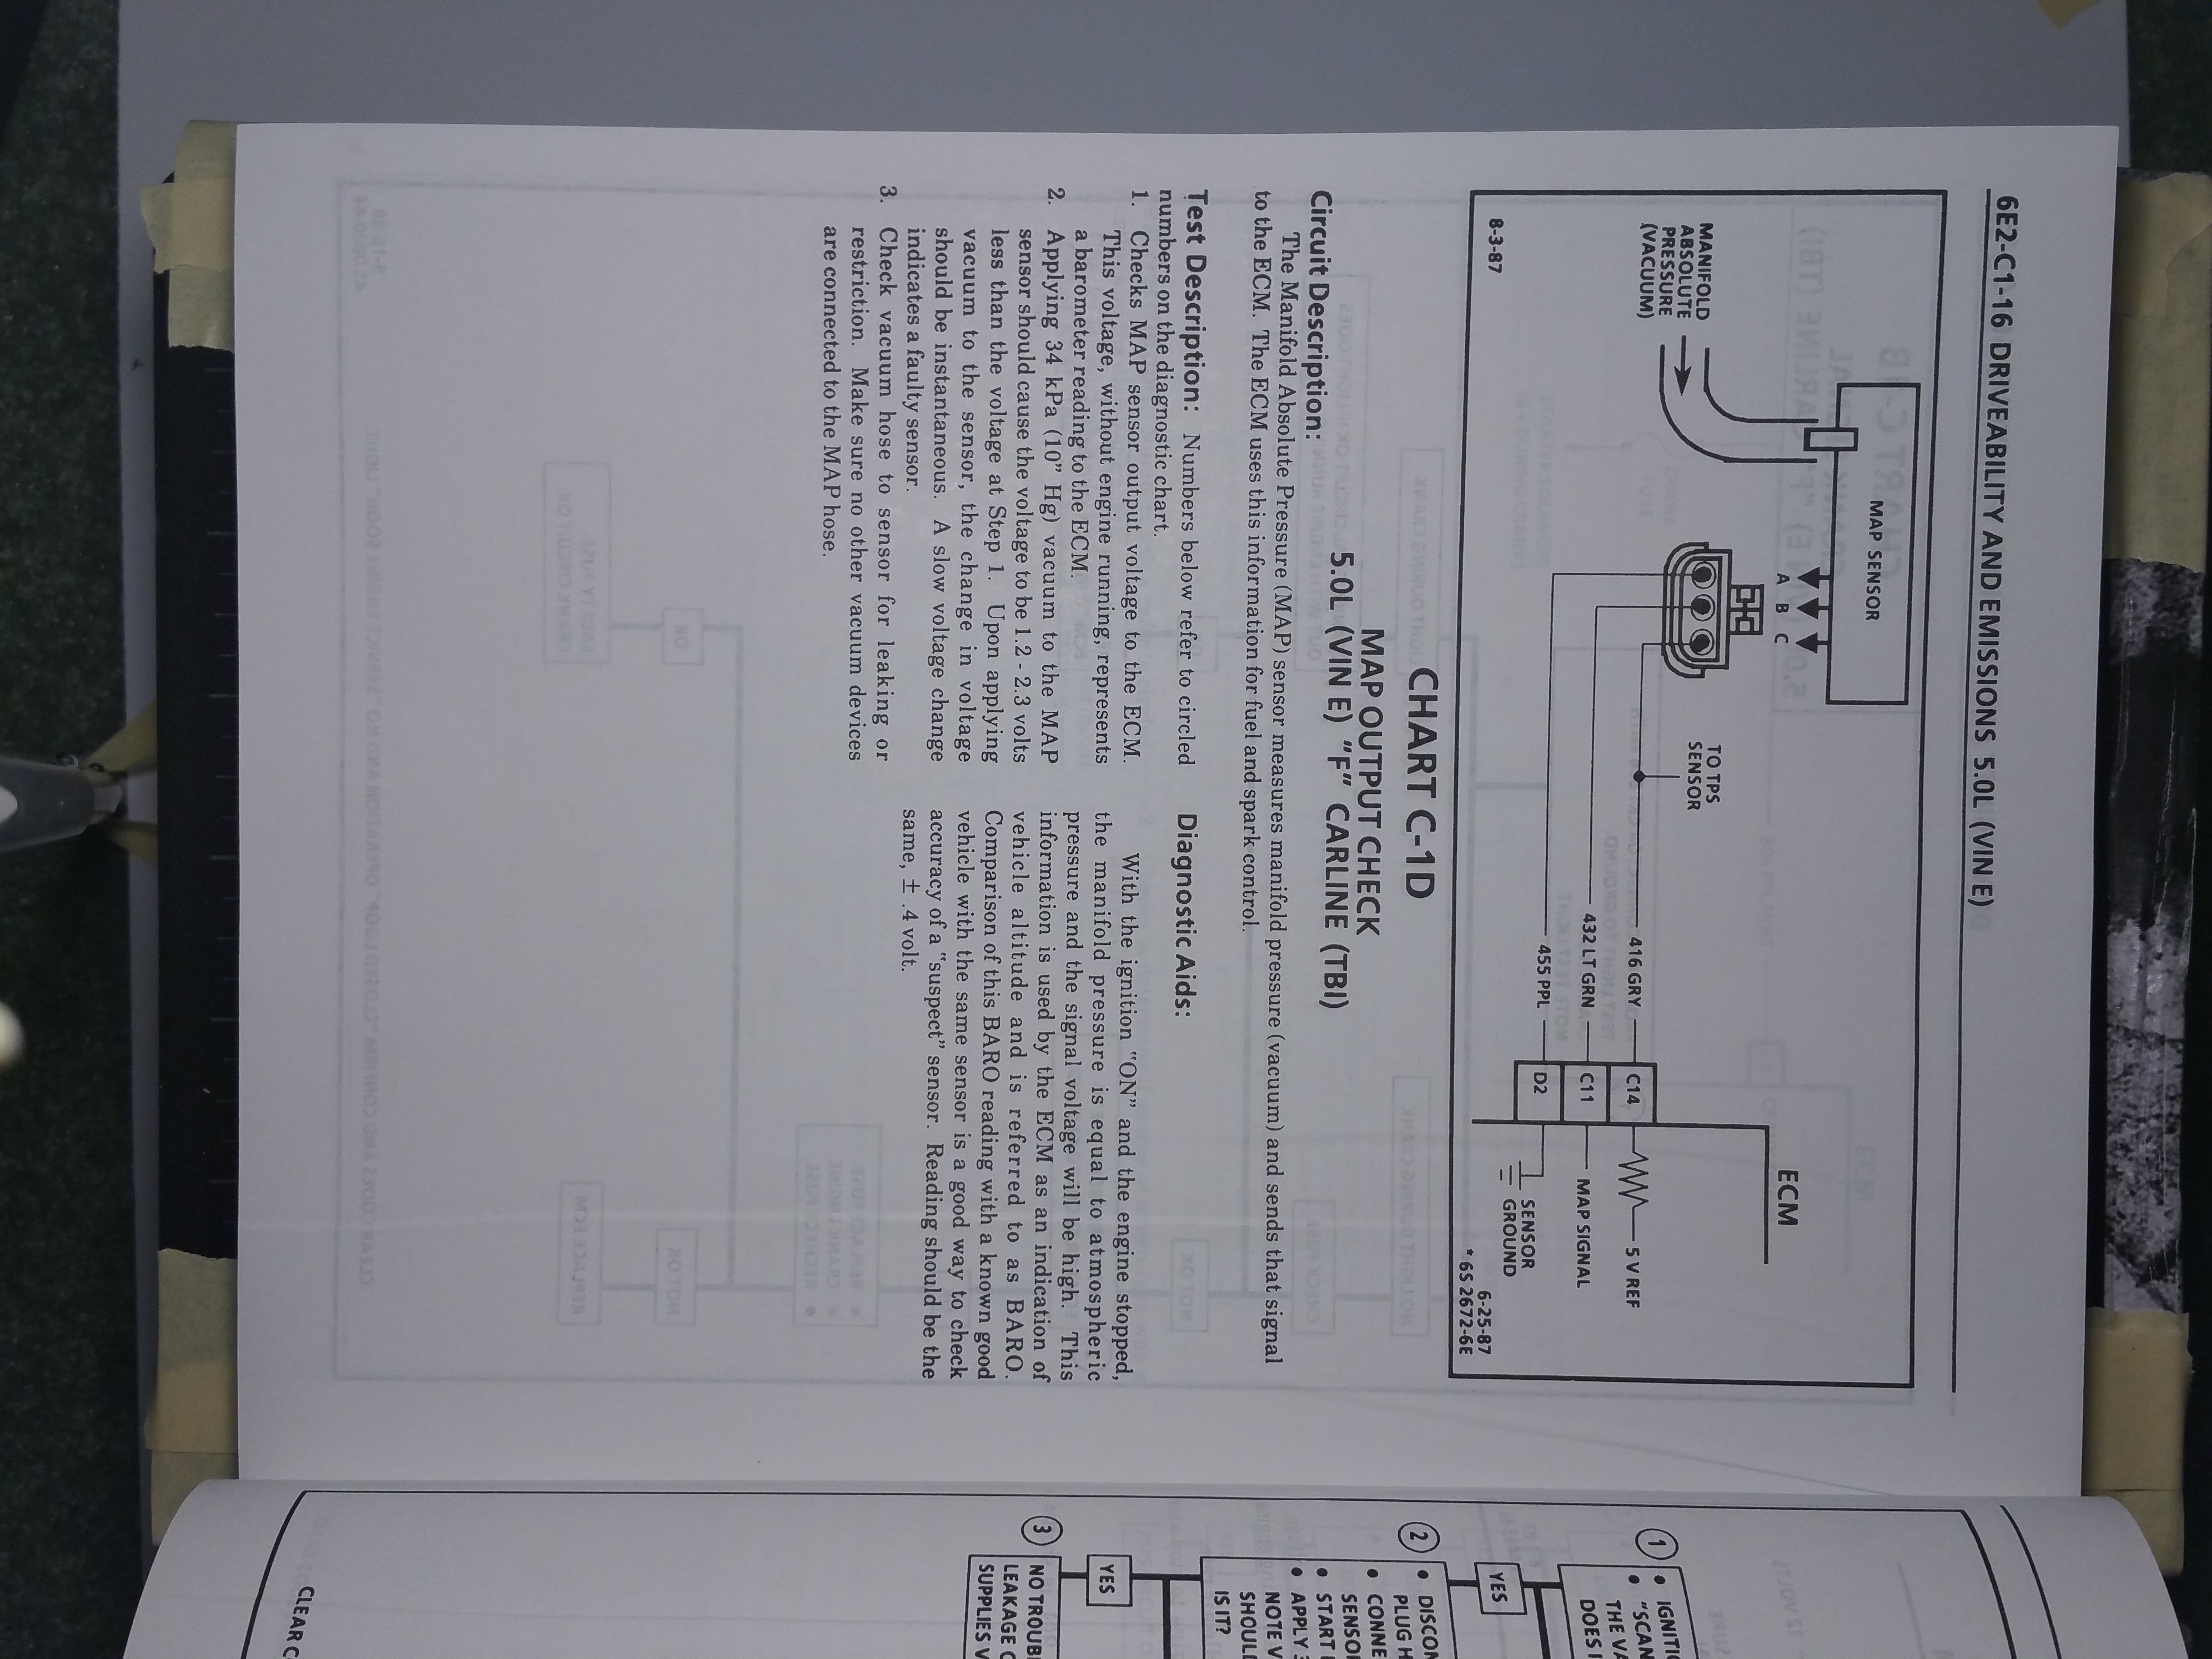 6E2-C1-16 DRIVEABILITY AND EMISSIONS 5.0L (VIN E)
MAP SENSOR
A B C
MANIFOLD
ABSOLUTE
PRESSURE
(VACUUM)
TO TPS
SENSOR
ECM
416 GRY
C14
5 V REF
432 LT GRN
C11
MAP SIGNAL
455 PPL
D2
SENSOR
GROUND
8-3-87
6-25-87
* 6S 2672-6E
CHART C-1D
MAP OUTPUT CHECK
5.0L (VIN E) "F" CARLINE (TBI)
Circuit Description:
The Manifold Absolute Pressure (MAP) sensor measures manifold pressure (vacuum) and sends that signal
to the ECM. The ECM uses this information for fuel and spark control.
Test Description: Numbers below refer to circled
numbers on the diagnostic chart.
1. Checks MAP sensor output voltage to the ECM.
This voltage, without engine running, represents
a barometer reading to the ECM.
2. Applying 34 kPa (10" Hg) vacuum to the MAP
sensor should cause the voltage to be 1.2 - 2.3 volts
less than the voltage at Step 1. Upon applying
vacuum to the sensor, the change in voltage
should be instantaneous. A slow voltage change
indicates a faulty sensor.
3. Check vacuum hose to sensor for leaking or
restriction. Make sure no other vacuum devices
are connected to the MAP hose.
Diagnostic Aids:
With the ignition "ON" and the engine stopped,
the manifold pressure is equal to atmospheric
pressure and the signal voltage will be high. This
information is used by the ECM as an indication of
vehicle altitude and is referred to as BARO.
Comparison of this BARO reading with a known good
vehicle with the same sensor is a good way to check
accuracy of a "suspect" sensor. Reading should be the
same, ± .4 volt.
1
• IGNITI
• "SCAN
THE VA
DOES I
YES
2
• DISCON
PLUG H
• CONNE
SENSO
• START
• APPLY 3
NOTE V
SHOUL
IS IT?
YES
3
NO TROUB
LEAKAGE O
SUPPLIES V
CLEAR C